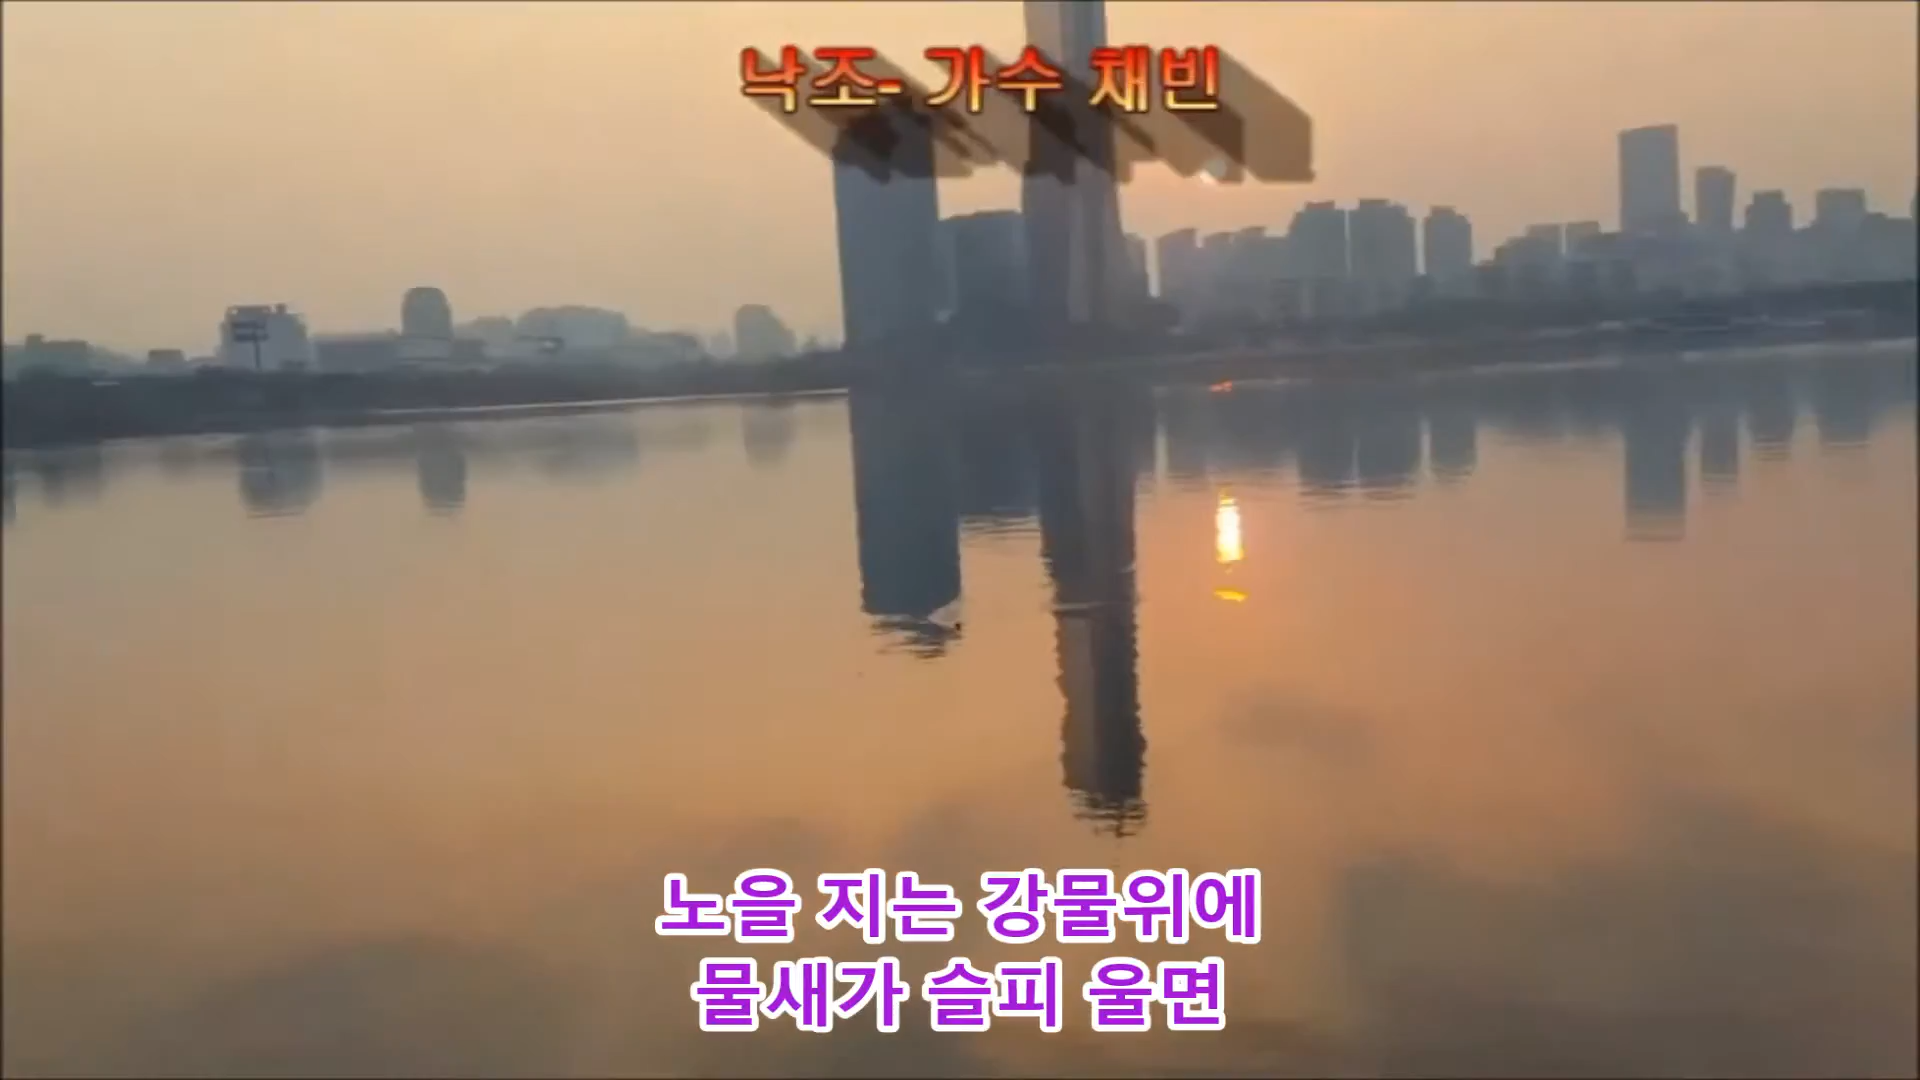 낙조- 가수 채빈
노을 지는 강물위에
물새가 슬피 울면